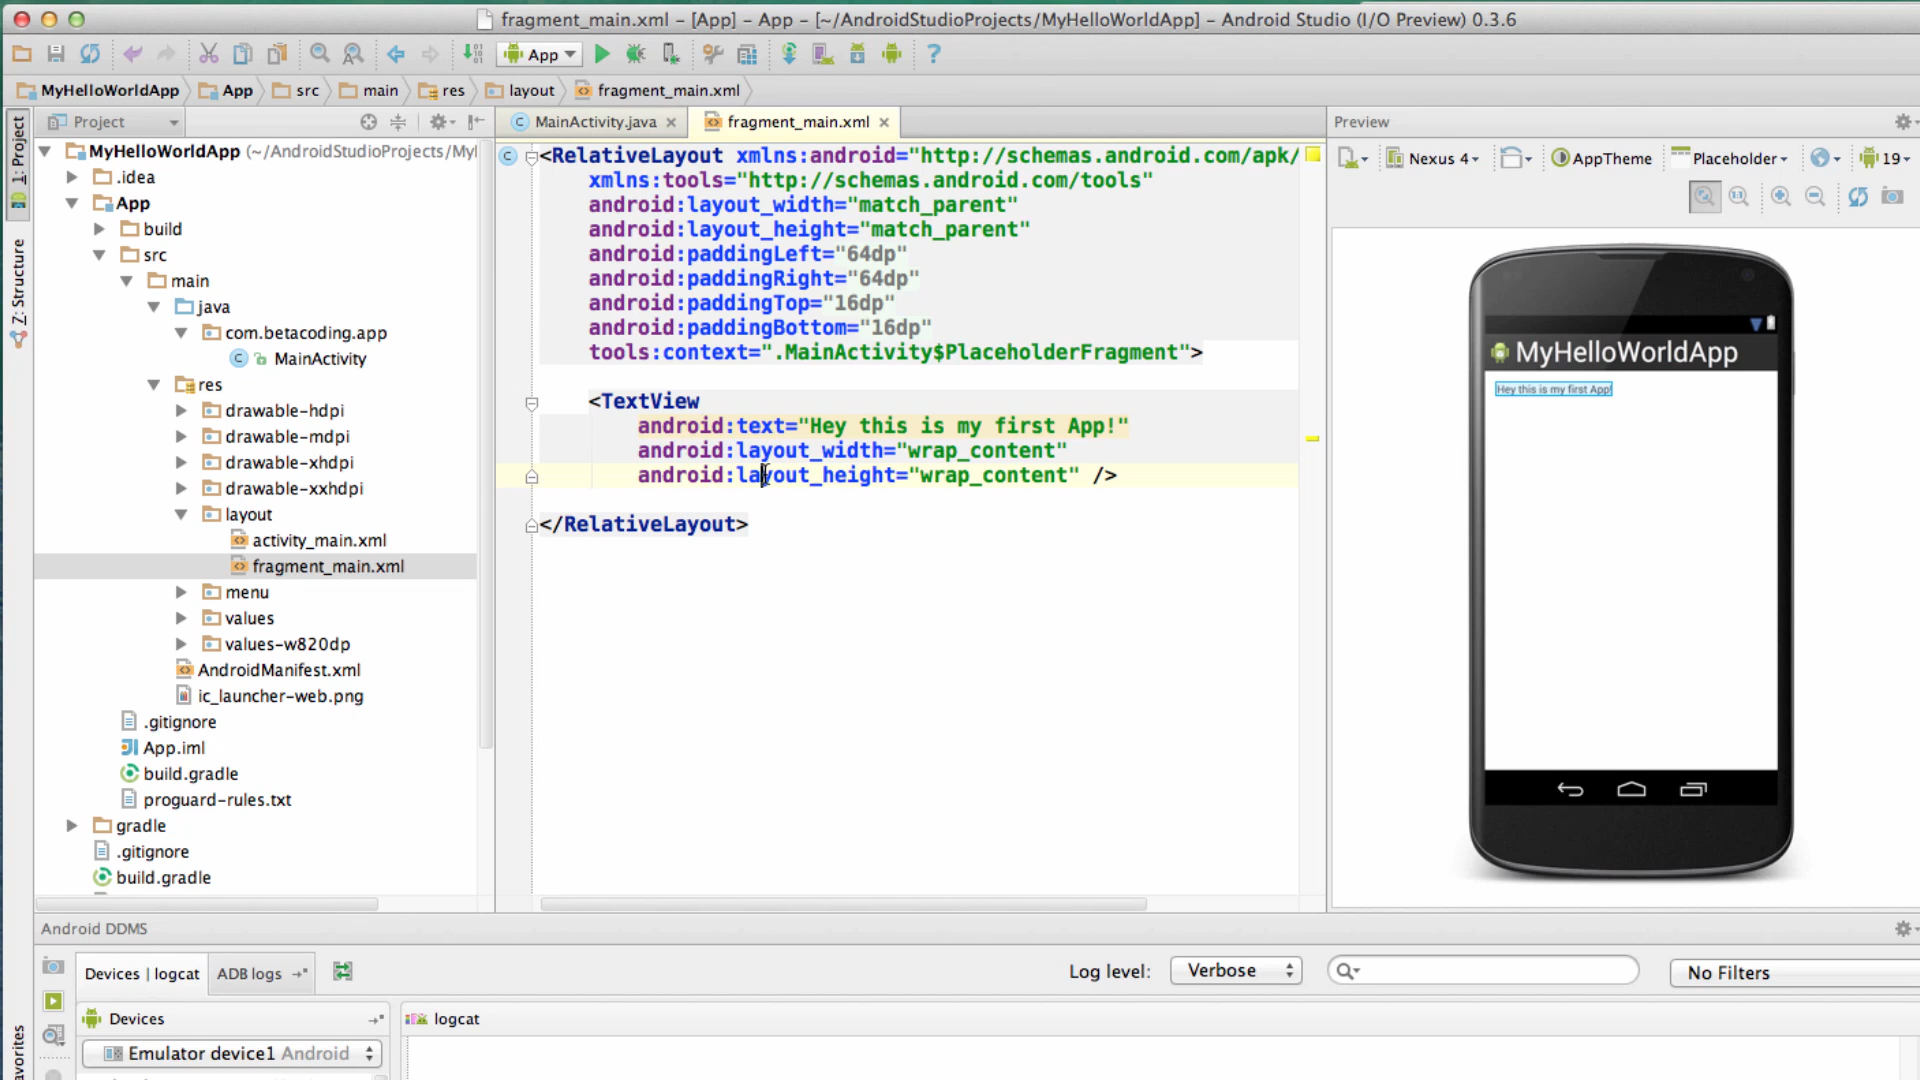 fragment_main.xml – [App] – App – [~/AndroidStudioProjects/MyHelloWorldApp] – Android Studio (I/O Preview) 0.3.6
App
?
MyHelloWorldApp App src main res layout fragment_main.xml
1: Project
Z: Structure
avorites
Project
MyHelloWorldApp (~/AndroidStudioProjects/Myl
.idea
App
build
src
main
java
com.betacoding.app
MainActivity
res
drawable-hdpi
drawable-mdpi
drawable-xhdpi
drawable-xxhdpi
layout
activity_main.xml
fragment_main.xml
menu
values
values-w820dp
AndroidManifest.xml
ic_launcher-web.png
.gitignore
App.iml
build.gradle
proguard-rules.txt
gradle
.gitignore
build.gradle
MainActivity.java fragment_main.xml
<RelativeLayout xmlns:android="http://schemas.android.com/apk/
xmlns:tools="http://schemas.android.com/tools"
android:layout_width="match_parent"
android:layout_height="match_parent"
android:paddingLeft="64dp"
android:paddingRight="64dp"
android:paddingTop="16dp"
android:paddingBottom="16dp"
tools:context=".MainActivity$PlaceholderFragment">
<TextView
android:text="Hey this is my first App!"
android:layout_width="wrap_content"
android:layout_height="wrap_content" />
</RelativeLayout>
Preview
Nexus 4 AppTheme Placeholder 19
MyHelloWorldApp
Hey this is my first App!
Android DDMS
Devices | logcat ADB logs Log level: Verbose No Filters
Devices logcat
Emulator device1 Android